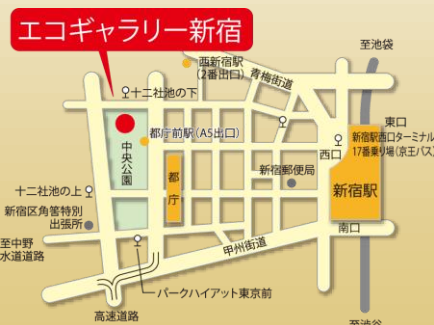 エコギャラリー新宿
至池袋
西新宿駅
(2番出口)
青梅街道
十二社池の下
東口
都庁前駅(A5出口)
新宿駅西口ターミナル
17番乗り場(京王バス)
西口
中央公園
新宿郵便局
都庁
十二社池の上
新宿駅
新宿区角筈特別
出張所
南口
至中野
水道道路
甲州街道
パークハイアット東京前
高速道路
至渋谷